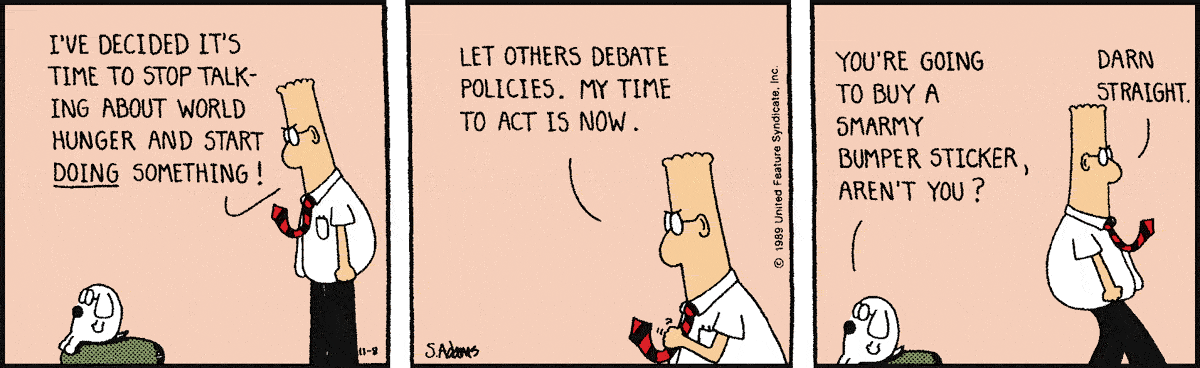 I'VE DECIDED IT'S
TIME TO STOP TALK-
ING ABOUT WORLD
HUNGER AND START
DOING SOMETHING!
11-8
LET OTHERS DEBATE
POLICIES. MY TIME
TO ACT IS NOW.
S.Adams
© 1989 United Feature Syndicate, Inc.
YOU'RE GOING
TO BUY A
SMARMY
BUMPER STICKER,
AREN'T YOU?
DARN
STRAIGHT.